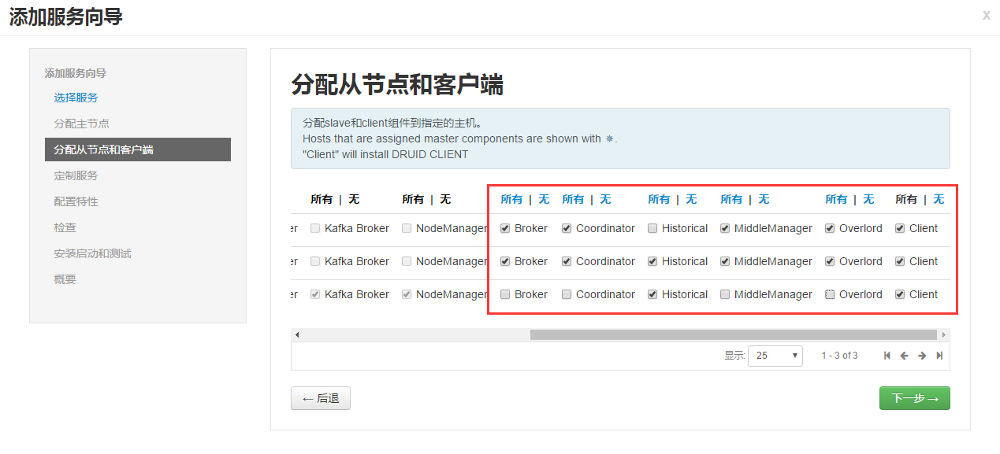 添加服务向导
x
添加服务向导
选择服务
分配主节点
分配从节点和客户端
定制服务
配置特性
检查
安装启动和测试
概要
分配从节点和客户端
分配slave和client组件到指定的主机。
Hosts that are assigned master components are shown with ✵.
"Client" will install DRUID CLIENT
所有 | 无 所有 | 无 所有 | 无 所有 | 无 所有 | 无 所有 | 无 所有 | 无 所有 | 无
er Kafka Broker NodeManager Broker Coordinator Historical MiddleManager Overlord Client
er Kafka Broker NodeManager Broker Coordinator Historical MiddleManager Overlord Client
er Kafka Broker NodeManager Broker Coordinator Historical MiddleManager Overlord Client
显示: 25 1 - 3 of 3
← 后退
下一步 →